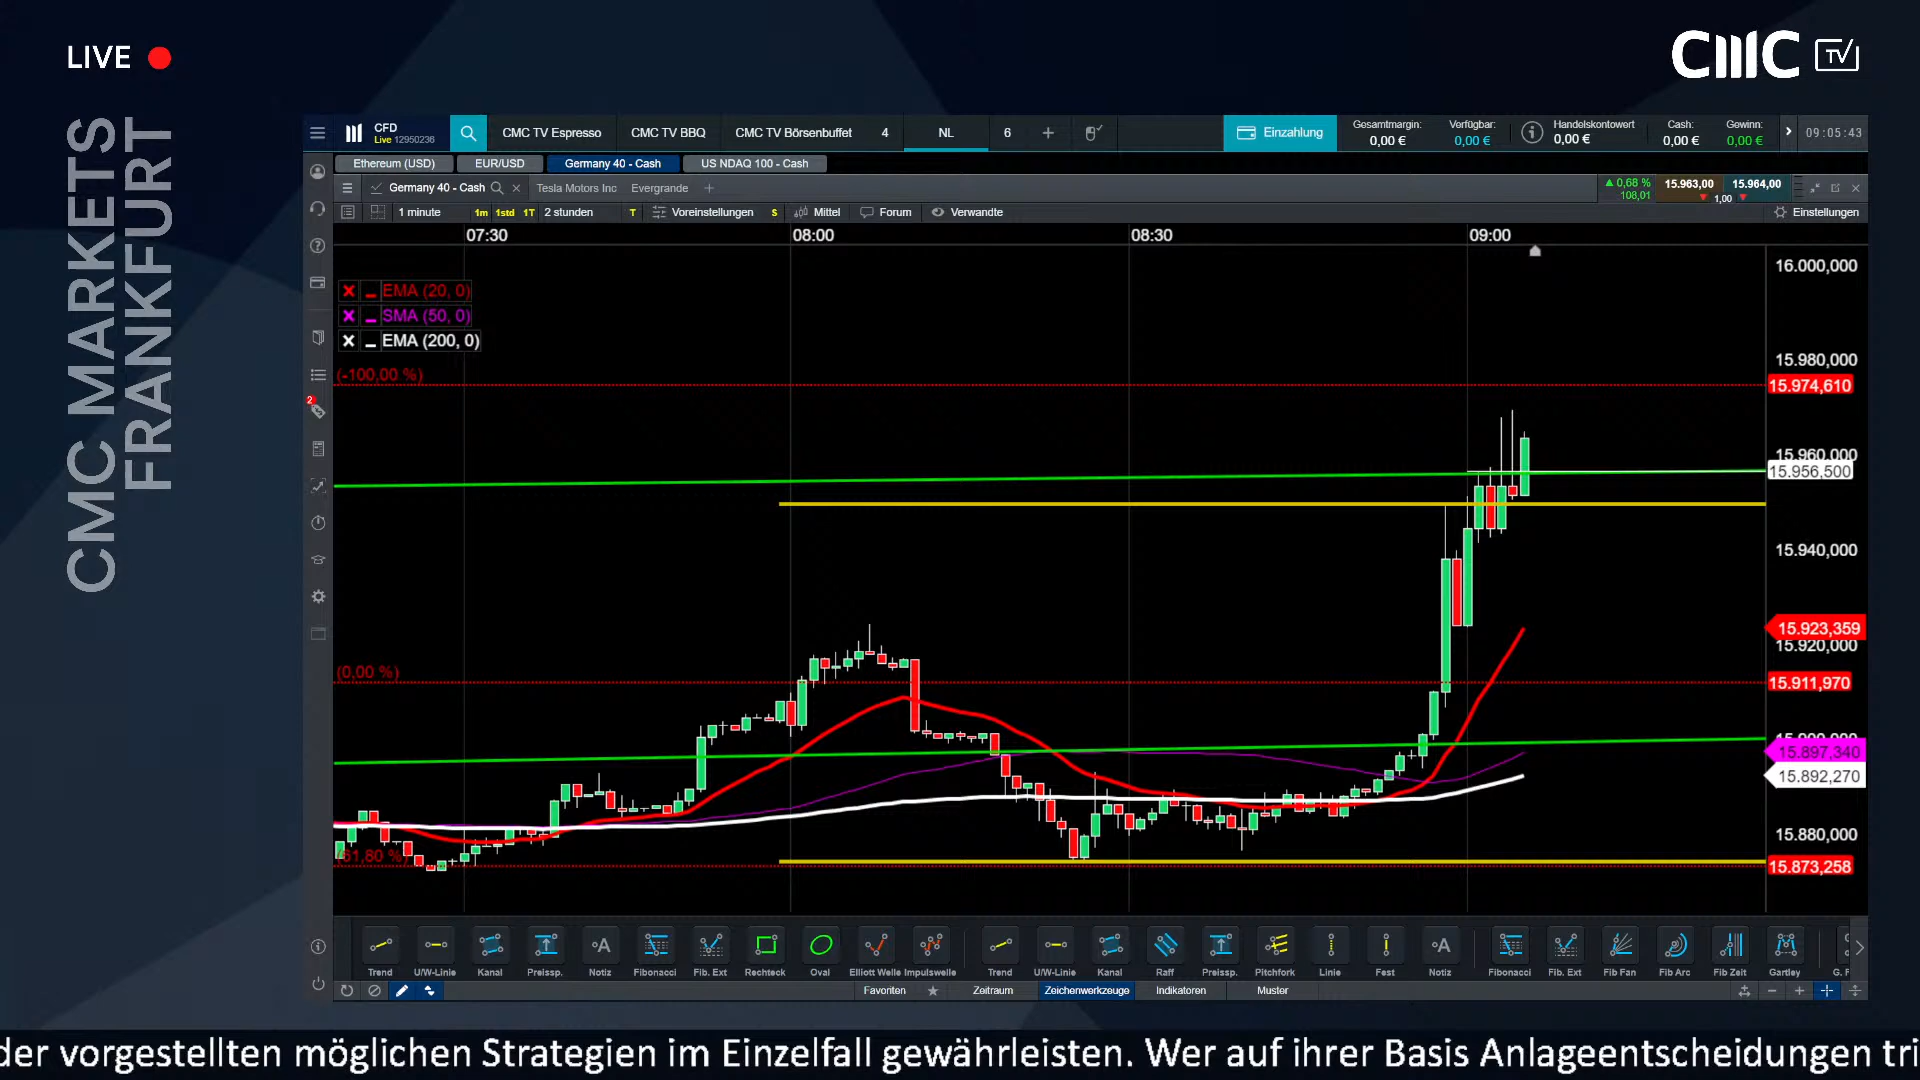 LIVE
CMC TV
CMC MARKETS
FRANKFURT
CFD
Live 12950236
CMC TV Espresso
CMC TV BBQ
CMC TV Börsenbuffet
4
NL
6
Einzahlung
Gesamtmargin:
0,00 €
Verfügbar:
0,00 €
Handelskontowert
0,00 €
Cash:
0,00 €
Gewinn:
0,00 €
09:05:43
Ethereum (USD)
EUR/USD
Germany 40 - Cash
US NDAQ 100 - Cash
Germany 40 - Cash
Tesla Motors Inc
Evergrande
0,68 %
108,01
15.963,00
15.964,00
1,00
1 minute
1m
1std
1T
2 stunden
T
Voreinstellungen
S
Mittel
Forum
Verwandte
Einstellungen
07:30
08:00
08:30
09:00
EMA (20, 0)
SMA (50, 0)
EMA (200, 0)
(-100,00 %)
(0,00 %)
(61,80 %)
16.000,000
15.980,000
15.974,610
15.960,000
15.956,500
15.940,000
15.923,359
15.920,000
15.911,970
15.897,340
15.892,270
15.880,000
15.873,258
2
Trend
U/W-Linie
Kanal
Preissp.
Notiz
Fibonacci
Fib. Ext
Rechteck
Oval
Elliott Welle
Impulswelle
Trend
U/W-Linie
Kanal
Raff
Preissp.
Pitchfork
Linie
Fest
Notiz
Fibonacci
Fib. Ext
Fib Fan
Fib Arc
Fib Zeit
Gartley
Favoriten
Zeitraum
Zeichenwerkzeuge
Indikatoren
Muster
der vorgestellten möglichen Strategien im Einzelfall gewährleisten. Wer auf ihrer Basis Anlageentscheidungen tri